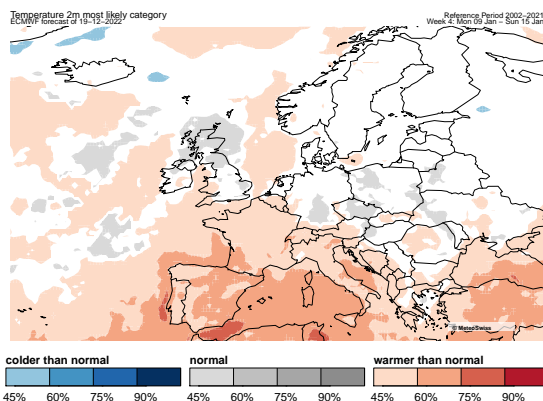 Temperature 2m most likely category
ECMWF forecast of 19-12-2022
Reference Period 2002-2021
Week 4: Mon 09 Jan – Sun 15 Jan
© MeteoSwiss
colder than normal
normal
warmer than normal
45% 60% 75% 90%
45% 60% 75% 90%
45% 60% 75% 90%